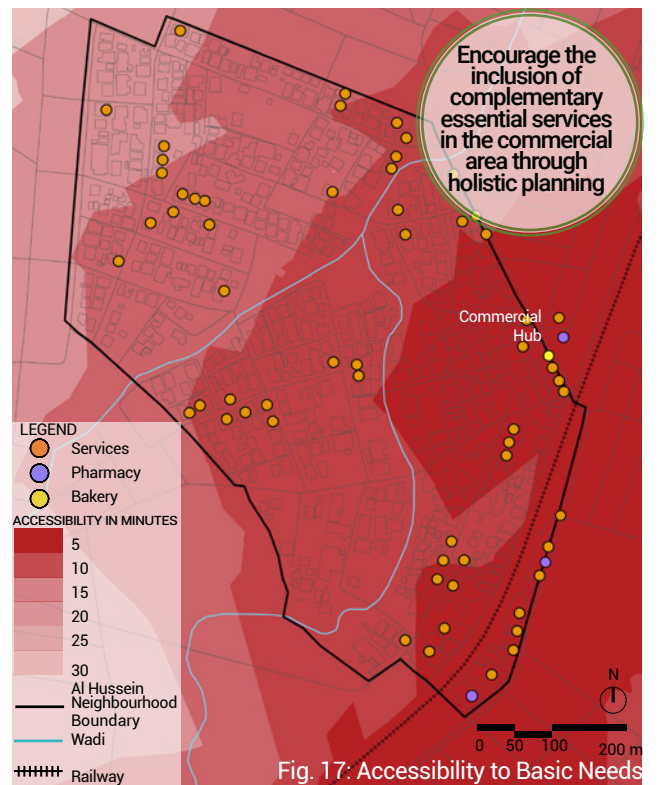 Encourage the
inclusion of
complementary
essential services
in the commercial
area through
holistic planning
Commercial
Hub
LEGEND
Services
Pharmacy
Bakery
ACCESSIBILITY IN MINUTES
5
10
15
20
25
30
Al Hussein
Neighbourhood
Boundary
Wadi
Railway
N
0 50 100 200 m
Fig. 17: Accessibility to Basic Needs